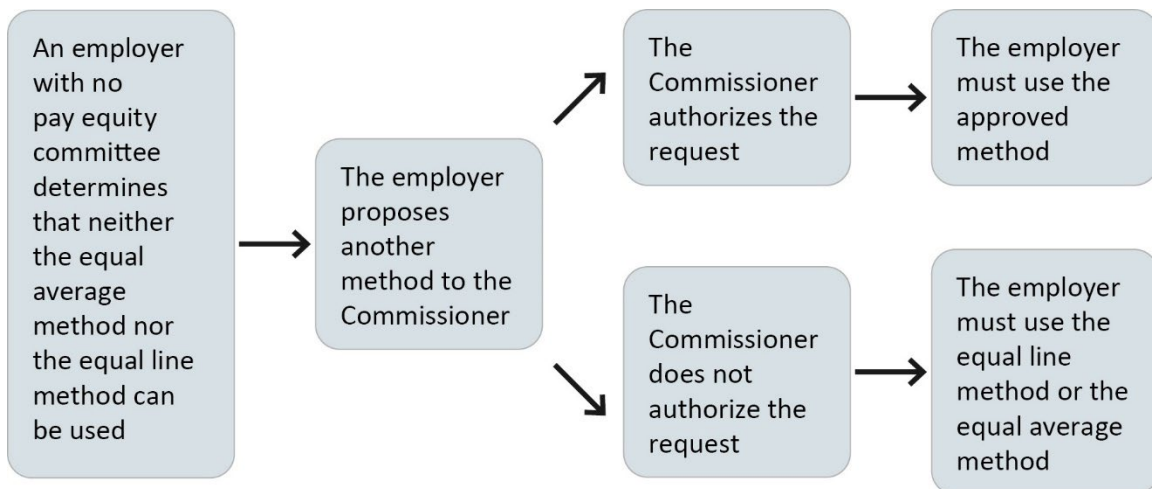 An employer
with no
pay equity
committee
determines
that neither
the equal
average
method nor
the equal line
method can
be used
The employer
proposes
another
method to the
Commissioner
The
Commissioner
authorizes the
request
The employer
must use the
approved
method
The
Commissioner
does not
authorize the
request
The employer
must use the
equal line
method or the
equal average
method